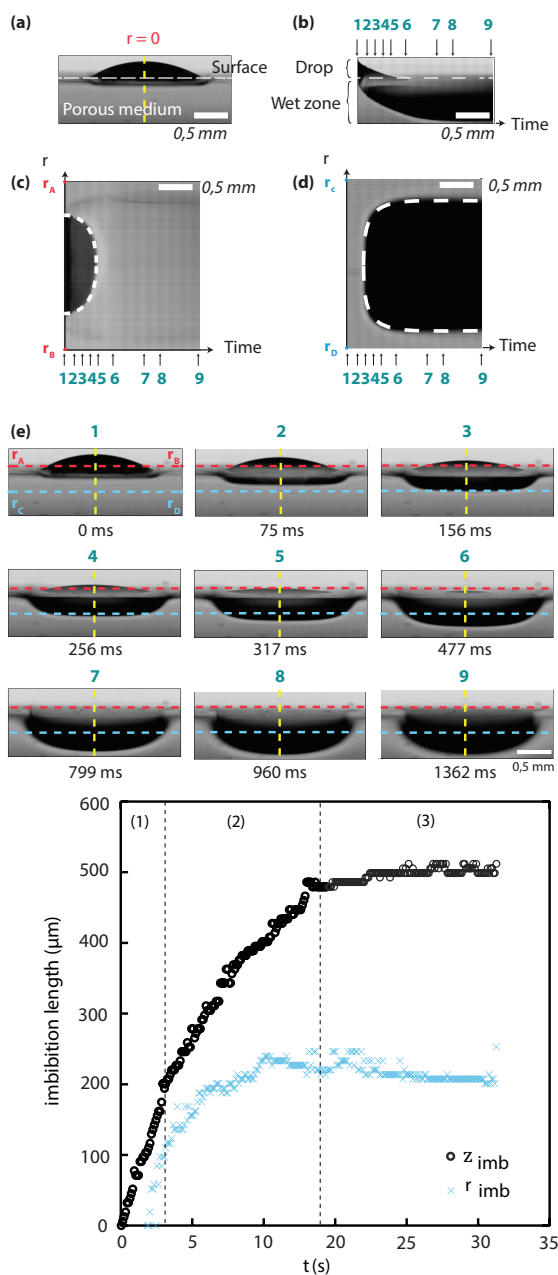 (a)
r = 0
Surface
Porous medium
0,5 mm
(b)
1 2 3 4 5 6 7 8 9
Drop
Wet zone
Time
0,5 mm
(c)
r
r_A
0,5 mm
r_B
Time
1 2 3 4 5 6 7 8 9
(d)
r
r_c
0,5 mm
r_D
Time
1 2 3 4 5 6 7 8 9
(e)
1 2 3
r_A r_B
r_C r_D
0 ms 75 ms 156 ms
4 5 6
256 ms 317 ms 477 ms
7 8 9
799 ms 960 ms 1362 ms
0,5 mm
600
(1) (2) (3)
500
400
300
200
100
0
imbibition length (μm)
z imb
r imb
0 5 10 15 20 25 30 35
t (s)